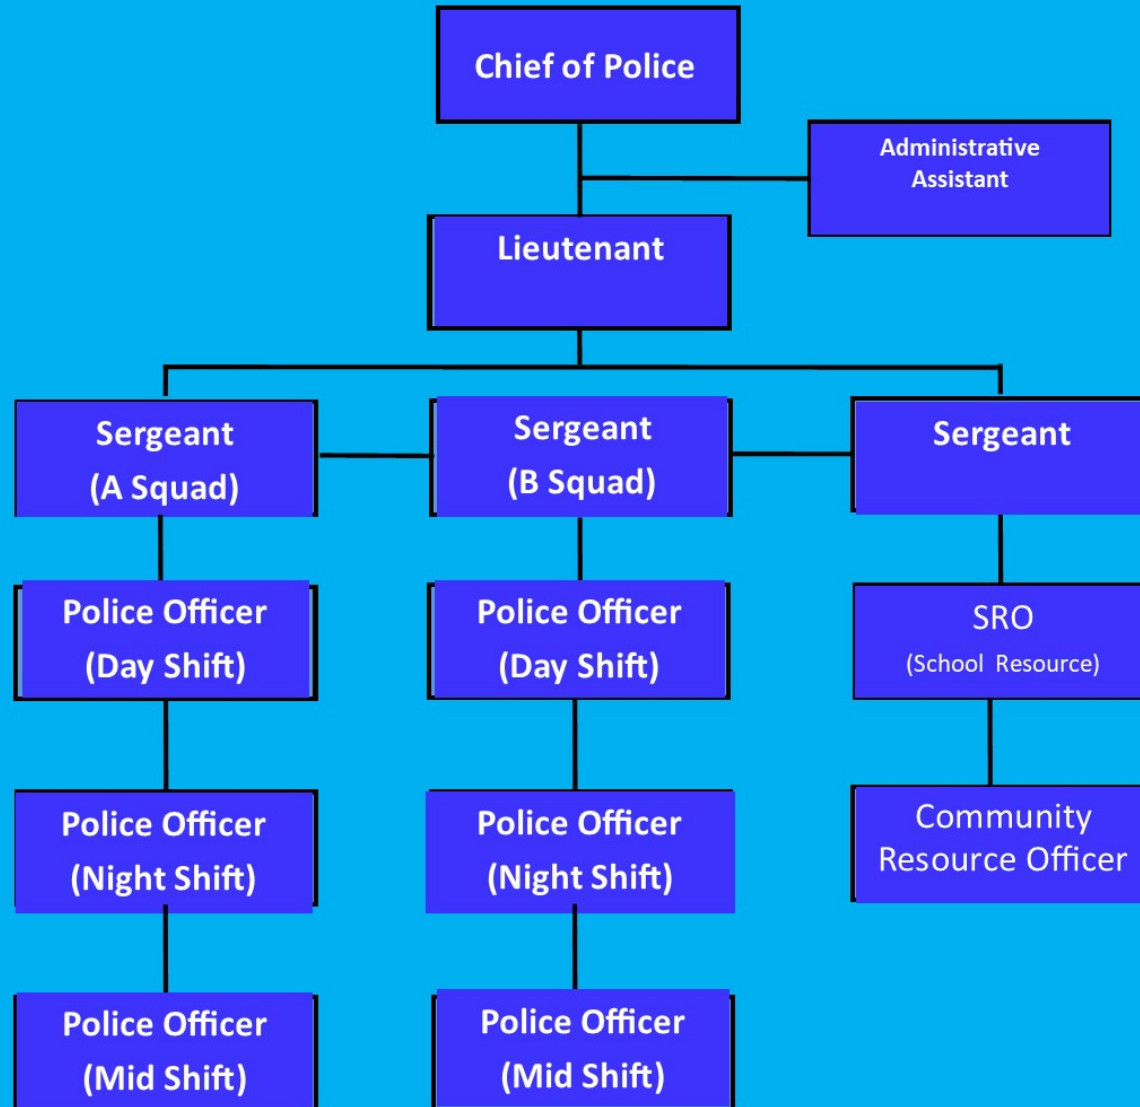 Chief of Police
Administrative
Assistant
Lieutenant
Sergeant
(A Squad)
Sergeant
(B Squad)
Sergeant
Police Officer
(Day Shift)
Police Officer
(Day Shift)
SRO
(School Resource)
Police Officer
(Night Shift)
Police Officer
(Night Shift)
Community
Resource Officer
Police Officer
(Mid Shift)
Police Officer
(Mid Shift)